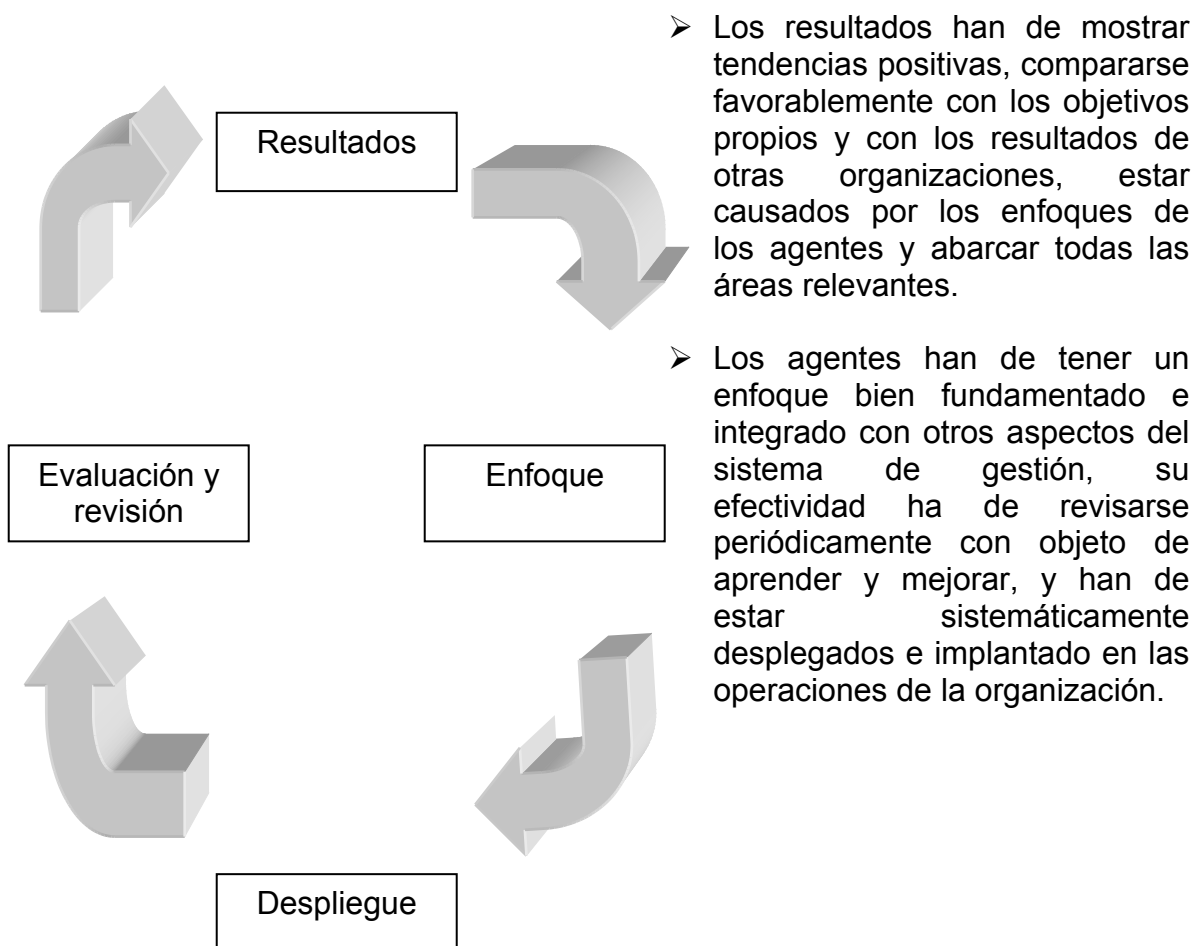 Resultados
Evaluación y
revisión
Enfoque
Despliegue
➢ Los resultados han de mostrar
tendencias positivas, compararse
favorablemente con los objetivos
propios y con los resultados de
otras organizaciones, estar
causados por los enfoques de
los agentes y abarcar todas las
áreas relevantes.
➢ Los agentes han de tener un
enfoque bien fundamentado e
integrado con otros aspectos del
sistema de gestión, su
efectividad ha de revisarse
periódicamente con objeto de
aprender y mejorar, y han de
estar sistemáticamente
desplegados e implantado en las
operaciones de la organización.